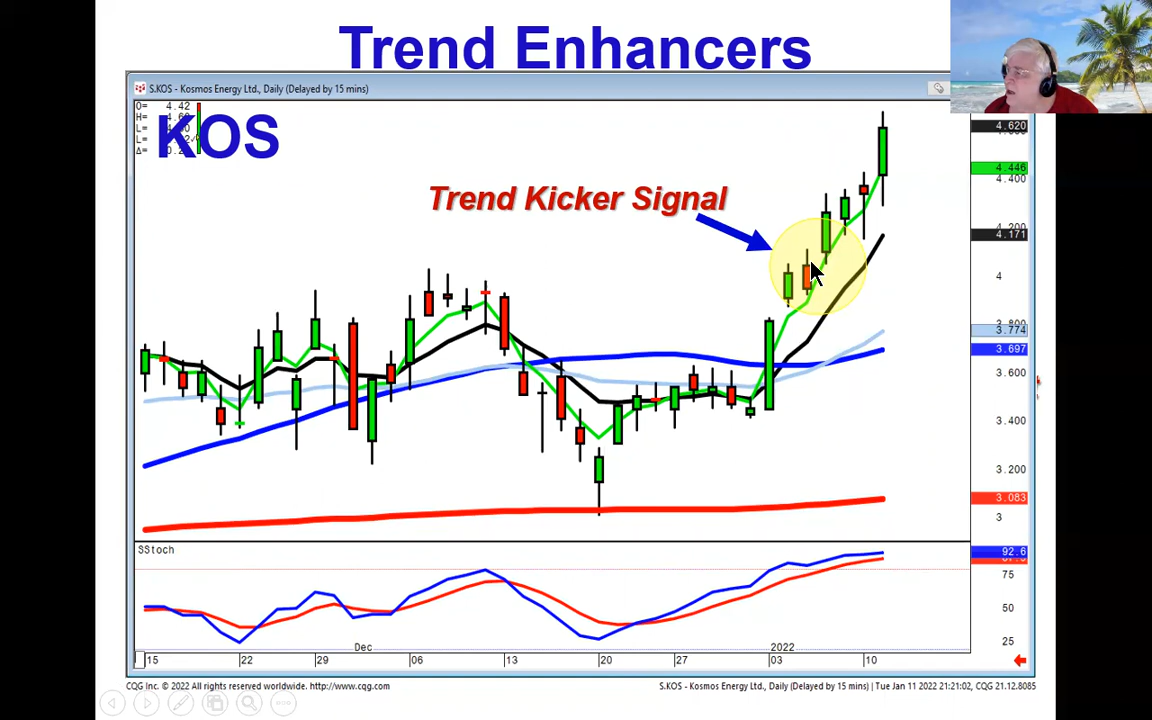 Trend Enhancers
S.KOS - Kosmos Energy Ltd., Daily (Delayed by 15 mins)
O= 4.42
H=
L=
L=
Δ=
KOS
Trend Kicker Signal
4.620
4.446
4.400
4.200
4.171
4
3.800
3.774
3.697
3.600
3.400
3.200
3.083
3
SStoch
92.6
75
50
25
Dec
2022
15
22
29
06
13
20
27
03
10
CQG Inc. © 2022 All rights reserved worldwide. http://www.cqg.com
S.KOS - Kosmos Energy Ltd., Daily (Delayed by 15 mins) | Tue Jan 11 2022 21:21:02, CQG 21.12.8085